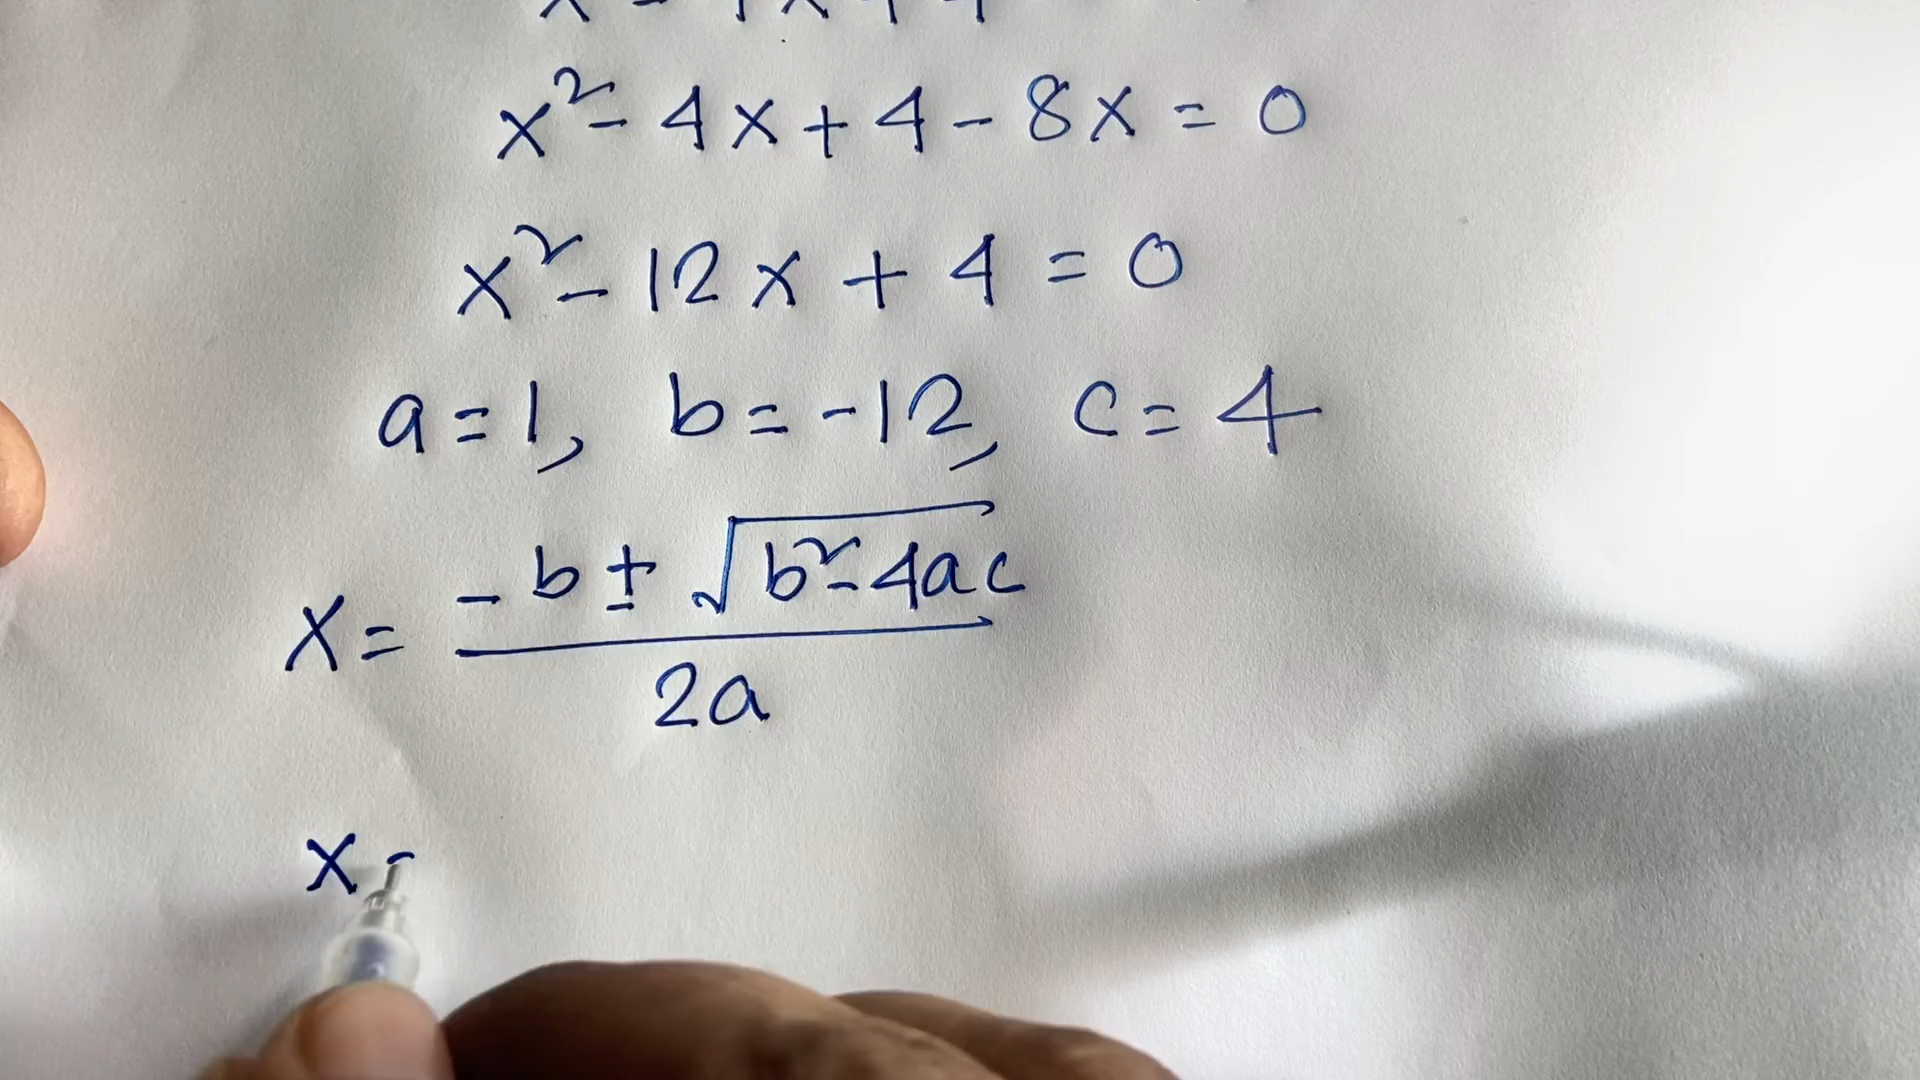 x² - 4x + 4 - 8x = 0
x² - 12x + 4 = 0
a = 1, b = -12, c = 4
x = (-b ± √(b² - 4ac)) / 2a
x